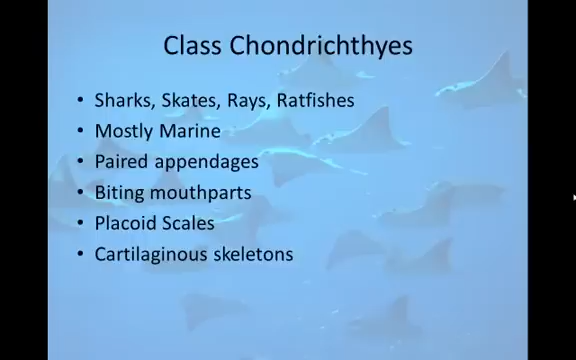 Class Chondrichthyes
• Sharks, Skates, Rays, Ratfishes
• Mostly Marine
• Paired appendages
• Biting mouthparts
• Placoid Scales
• Cartilaginous skeletons